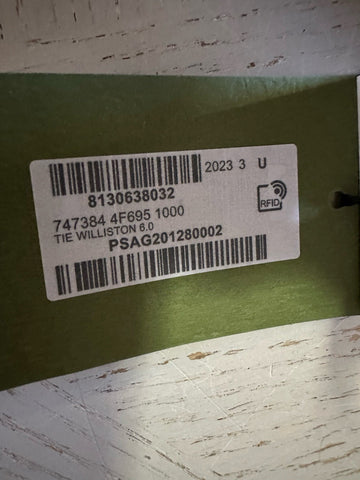 2023 3 U
8130638032
RFID
747384 4F695 1000
TIE WILLISTON 6.0
PSAG201280002